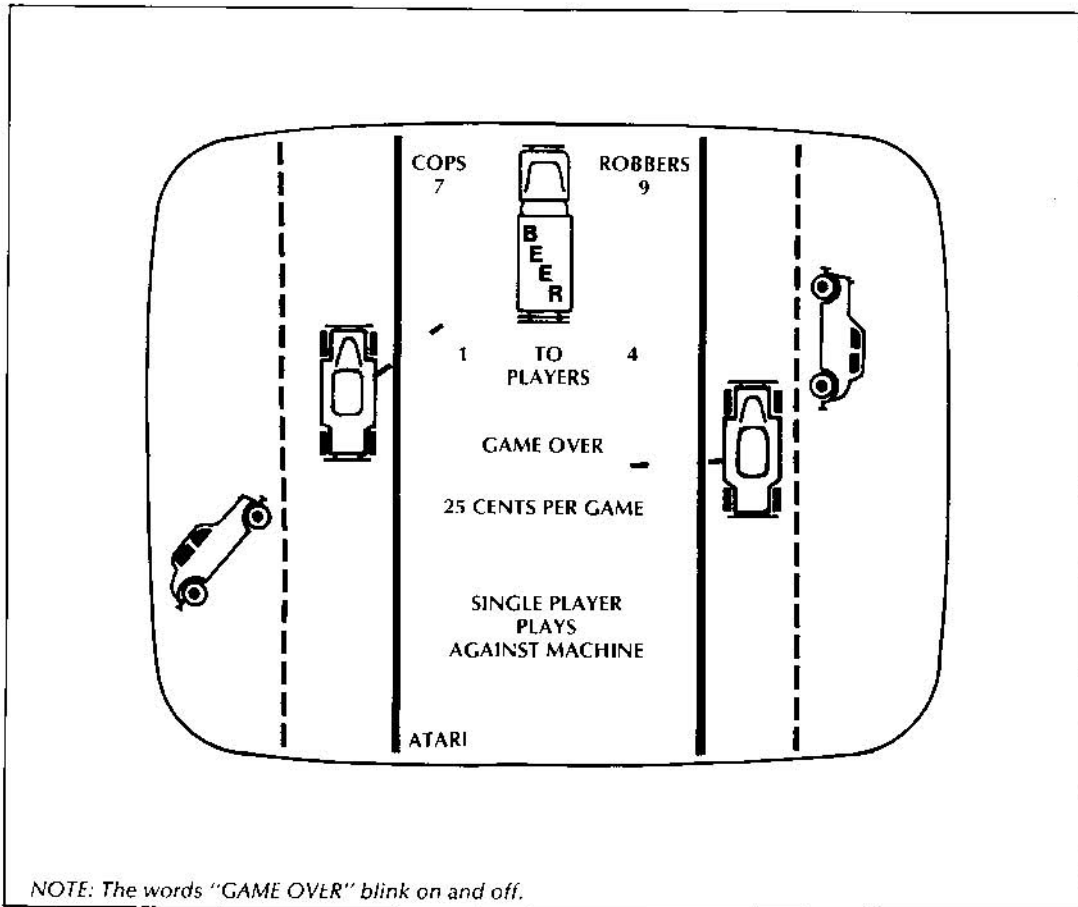 COPS ROBBERS
7 9
BEER
1 TO 4
PLAYERS
GAME OVER
25 CENTS PER GAME
SINGLE PLAYER
PLAYS
AGAINST MACHINE
ATARI
NOTE: The words "GAME OVER" blink on and off.